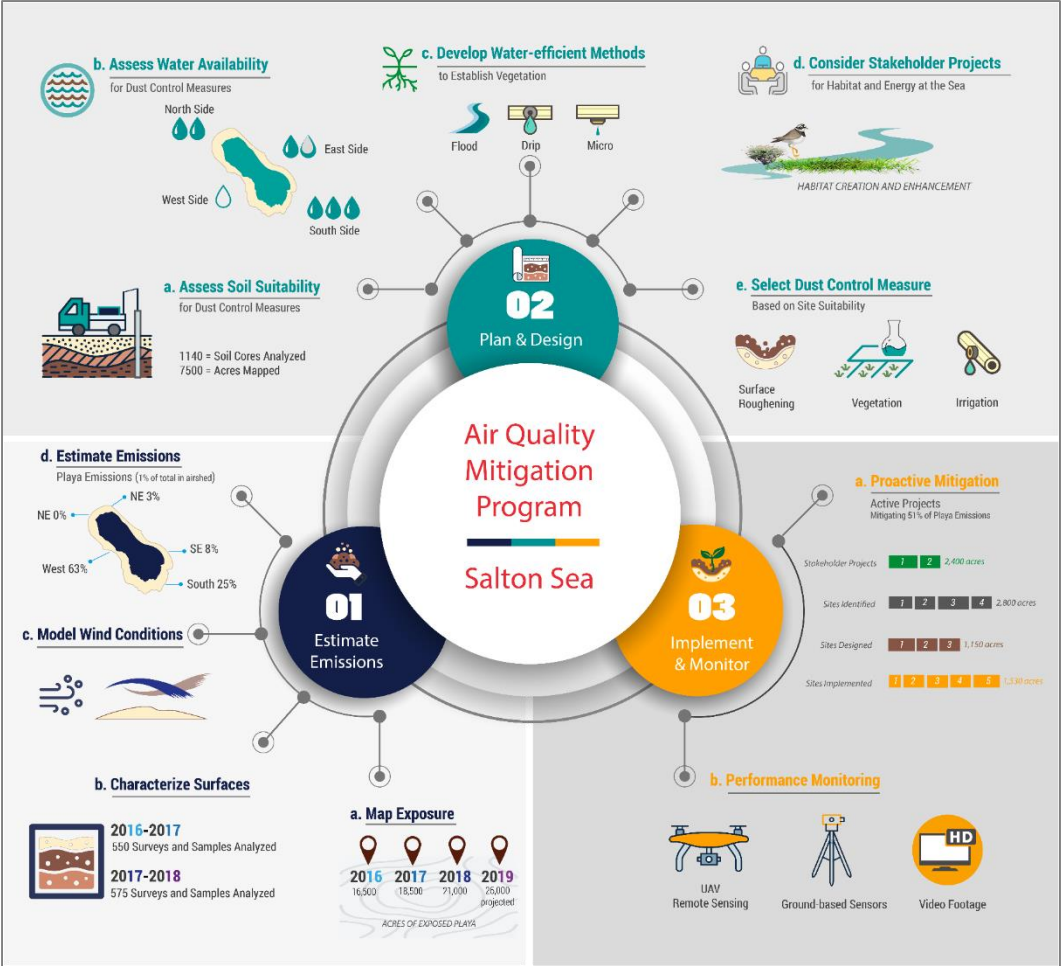 b. Assess Water Availability
for Dust Control Measures
North Side
East Side
West Side
South Side
c. Develop Water-efficient Methods
to Establish Vegetation
Flood
Drip
Micro
d. Consider Stakeholder Projects
for Habitat and Energy at the Sea
HABITAT CREATION AND ENHANCEMENT
a. Assess Soil Suitability
for Dust Control Measures
1140 = Soil Cores Analyzed
7500 = Acres Mapped
02
Plan & Design
e. Select Dust Control Measure
Based on Site Suitability
Surface
Roughening
Vegetation
Irrigation
Air Quality
Mitigation
Program
Salton Sea
d. Estimate Emissions
Playa Emissions (1% of total in airshed)
NE 3%
NE 0%
SE 8%
West 63%
South 25%
01
Estimate
Emissions
c. Model Wind Conditions
b. Characterize Surfaces
2016-2017
550 Surveys and Samples Analyzed
2017-2018
575 Surveys and Samples Analyzed
a. Map Exposure
2016 2017 2018 2019
16,500 18,500 21,000 26,000
projected
ACRES OF EXPOSED PLAYA
03
Implement
& Monitor
a. Proactive Mitigation
Active Projects
Mitigating 51% of Playa Emissions
Stakeholder Projects 1 2 2,400 acres
Sites Identified 1 2 3 4 2,800 acres
Sites Designed 1 2 3 1,150 acres
Sites Implemented 1 2 3 4 5 1,330 acres
b. Performance Monitoring
UAV
Remote Sensing
Ground-based Sensors
HD
Video Footage